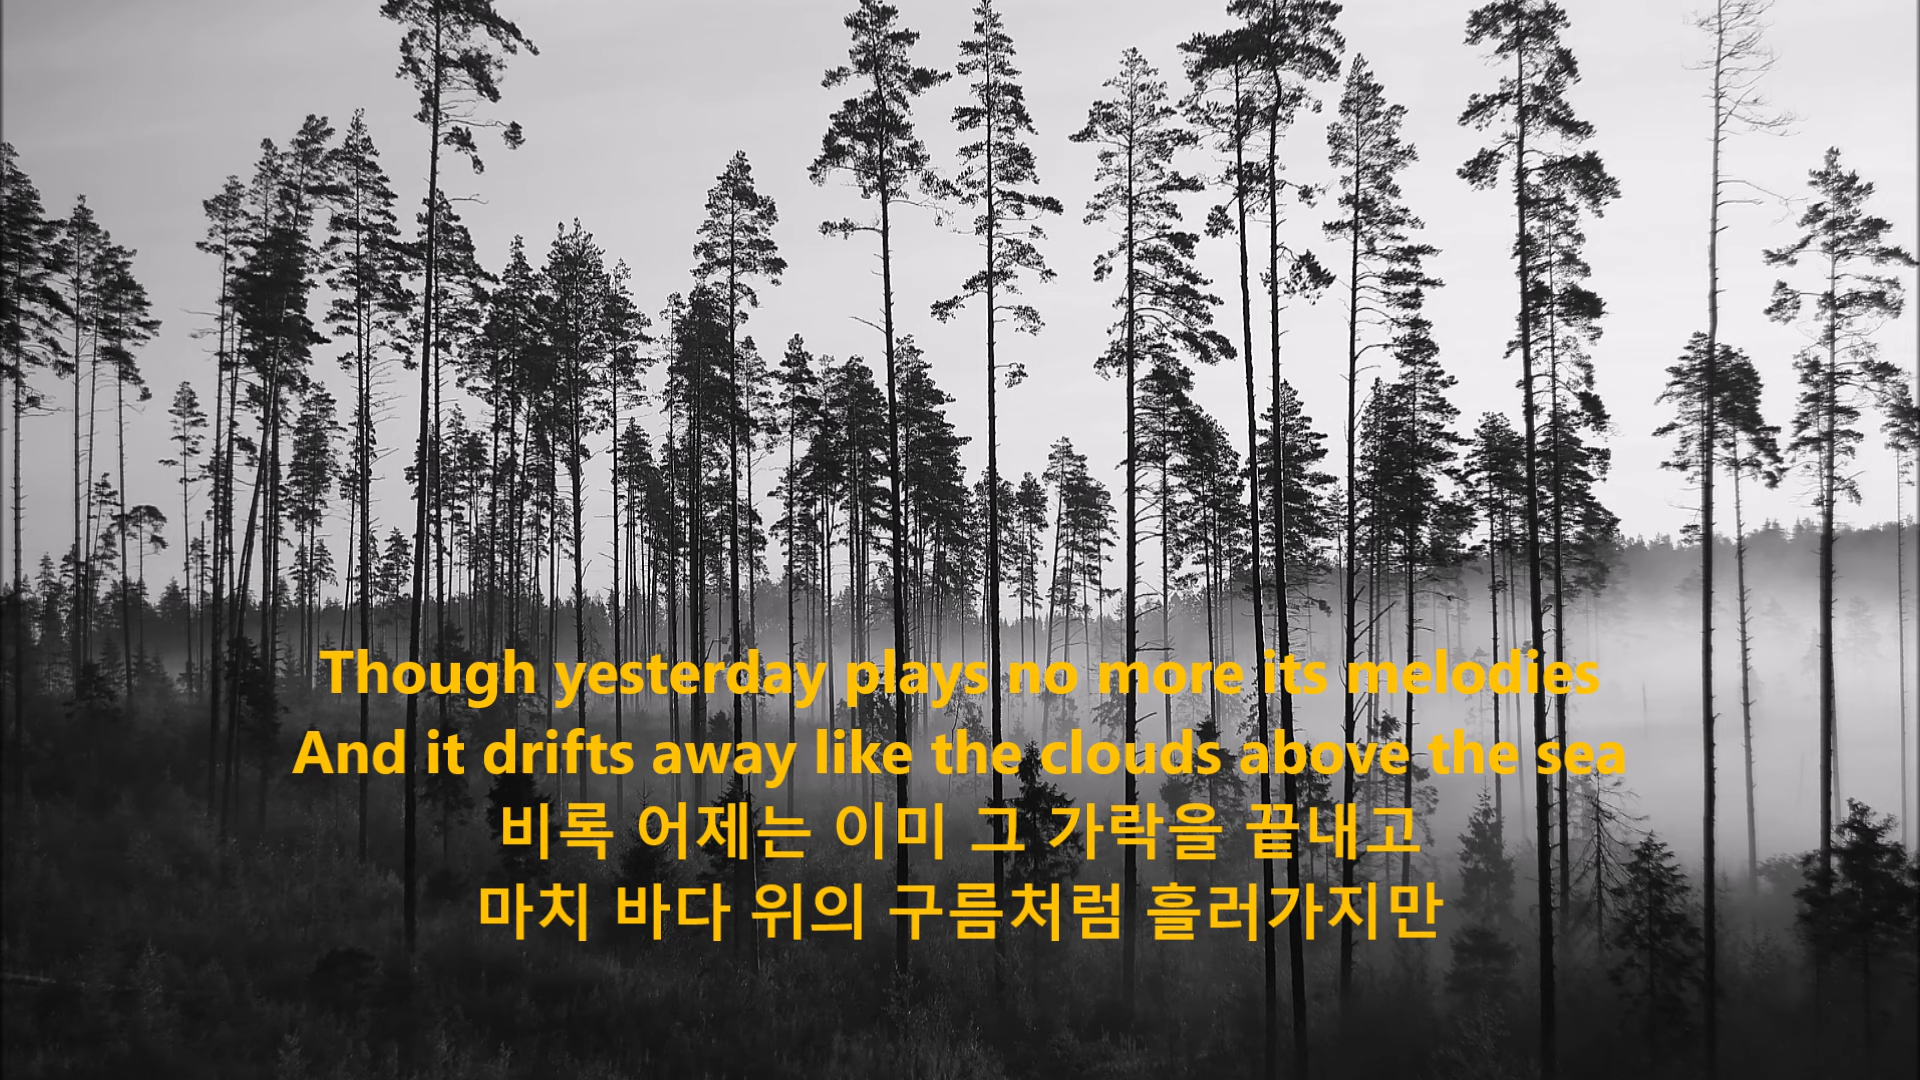 Though yesterday plays no more its melodies
And it drifts away like the clouds above the sea
비록 어제는 이미 그 가락을 끝내고
마치 바다 위의 구름처럼 흘러가지만